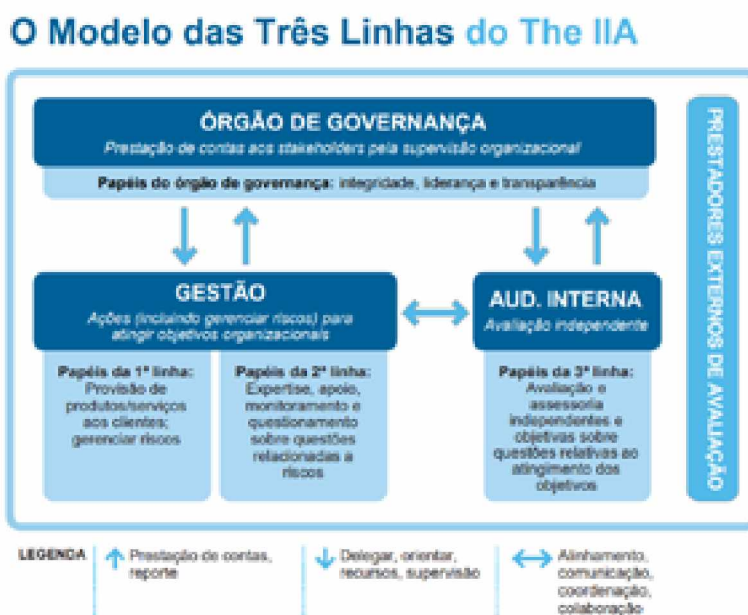 O Modelo das Três Linhas do The IIA
ÓRGÃO DE GOVERNANÇA
Prestação de contas aos stakeholders pela supervisão organizacional
Papéis do órgão de governança: integridade, liderança e transparência
GESTÃO
Ações (incluindo gerenciar riscos) para
atingir objetivos organizacionais
Papéis da 1ª linha:
Provisão de
produtos/serviços
aos clientes;
gerenciar riscos
Papéis da 2ª linha:
Expertise, apoio,
monitoramento e
questionamento
sobre questões
relacionadas a
riscos
AUD. INTERNA
Avaliação independente
Papéis da 3ª linha:
Avaliação e
assessoria
independentes e
objetivas sobre
questões relativas ao
atingimento dos
objetivos
PRESTADORES EXTERNOS DE AVALIAÇÃO
LEGENDA
Prestação de contas,
reporte
Delegar, orientar,
recursos, supervisão
Alinhamento,
comunicação,
coordenação,
colaboração